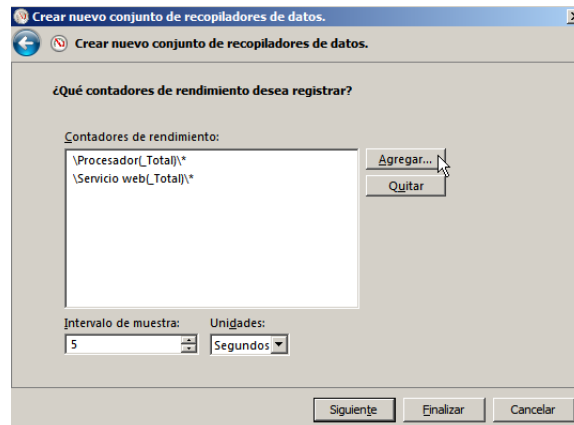 Crear nuevo conjunto de recopiladores de datos.
Crear nuevo conjunto de recopiladores de datos.
¿Qué contadores de rendimiento desea registrar?
Contadores de rendimiento:
\Procesador(_Total)\*
\Servicio web(_Total)\*
Agregar...
Quitar
Intervalo de muestra: Unidades:
5 Segundos
Siguiente Finalizar Cancelar